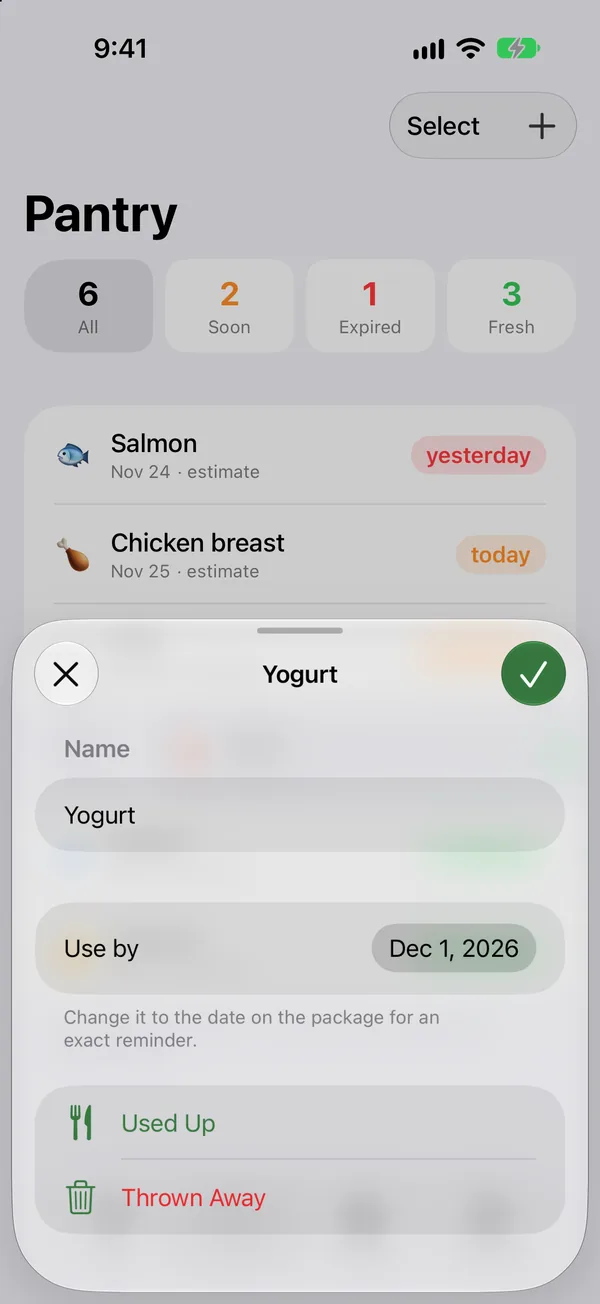 9:41
Select
Pantry
6
All
2
Soon
1
Expired
3
Fresh
Salmon
Nov 24 · estimate
yesterday
Chicken breast
Nov 25 · estimate
today
Yogurt
Name
Yogurt
Use by
Dec 1, 2026
Change it to the date on the package for an
exact reminder.
Used Up
Thrown Away